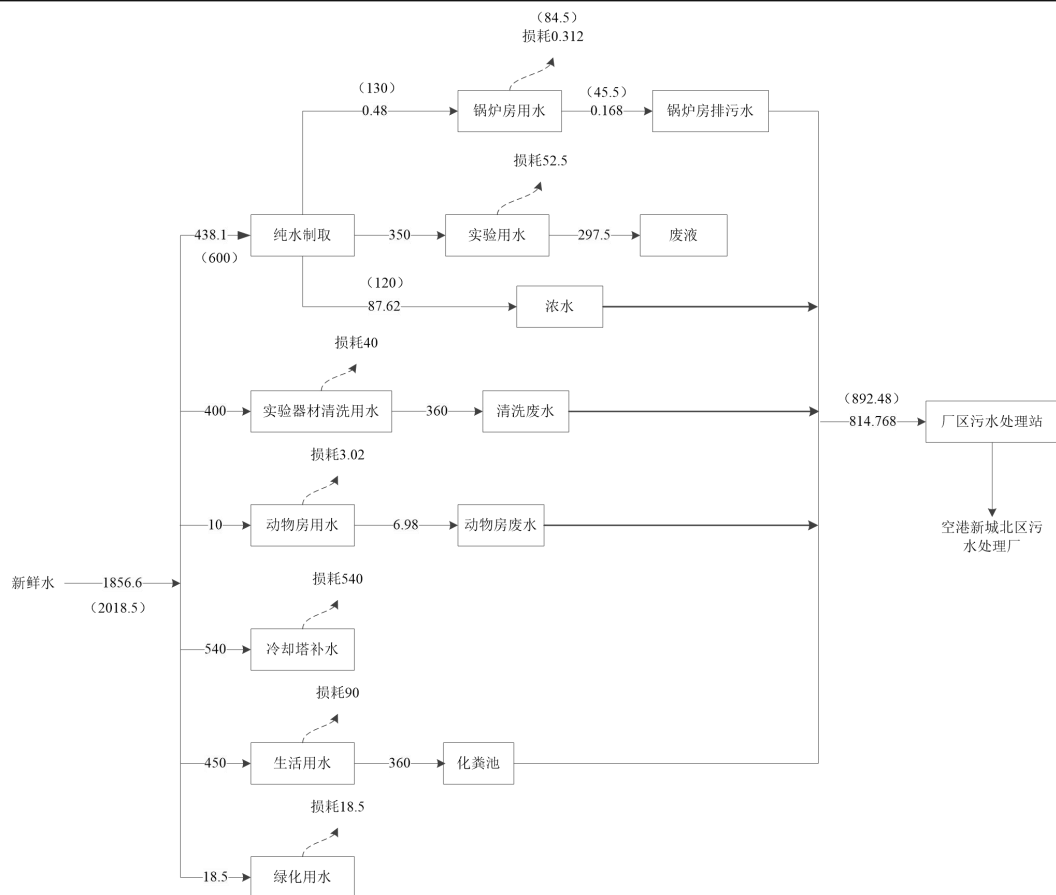 （84.5）
损耗0.312
（130）
0.48
锅炉房用水
（45.5）
0.168
锅炉房排污水
损耗52.5
438.1
（600）
纯水制取
350
实验用水
297.5
废液
（120）
87.62
浓水
损耗40
400
实验器材清洗用水
360
清洗废水
（892.48）
814.768
厂区污水处理站
损耗3.02
10
动物房用水
6.98
动物房废水
空港新城北区污
水处理厂
新鲜水
1856.6
（2018.5）
损耗540
540
冷却塔补水
损耗90
450
生活用水
360
化粪池
损耗18.5
18.5
绿化用水